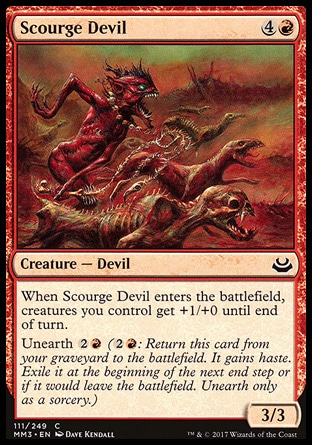 Scourge Devil 4
Creature — Devil
When Scourge Devil enters the battlefield,
creatures you control get +1/+0 until end
of turn.
Unearth 2 (2 : Return this card from
your graveyard to the battlefield. It gains haste.
Exile it at the beginning of the next end step or
if it would leave the battlefield. Unearth only
as a sorcery.)
3/3
111/249 C
MM3 • EN Dave Kendall
™ & © 2017 Wizards of the Coast